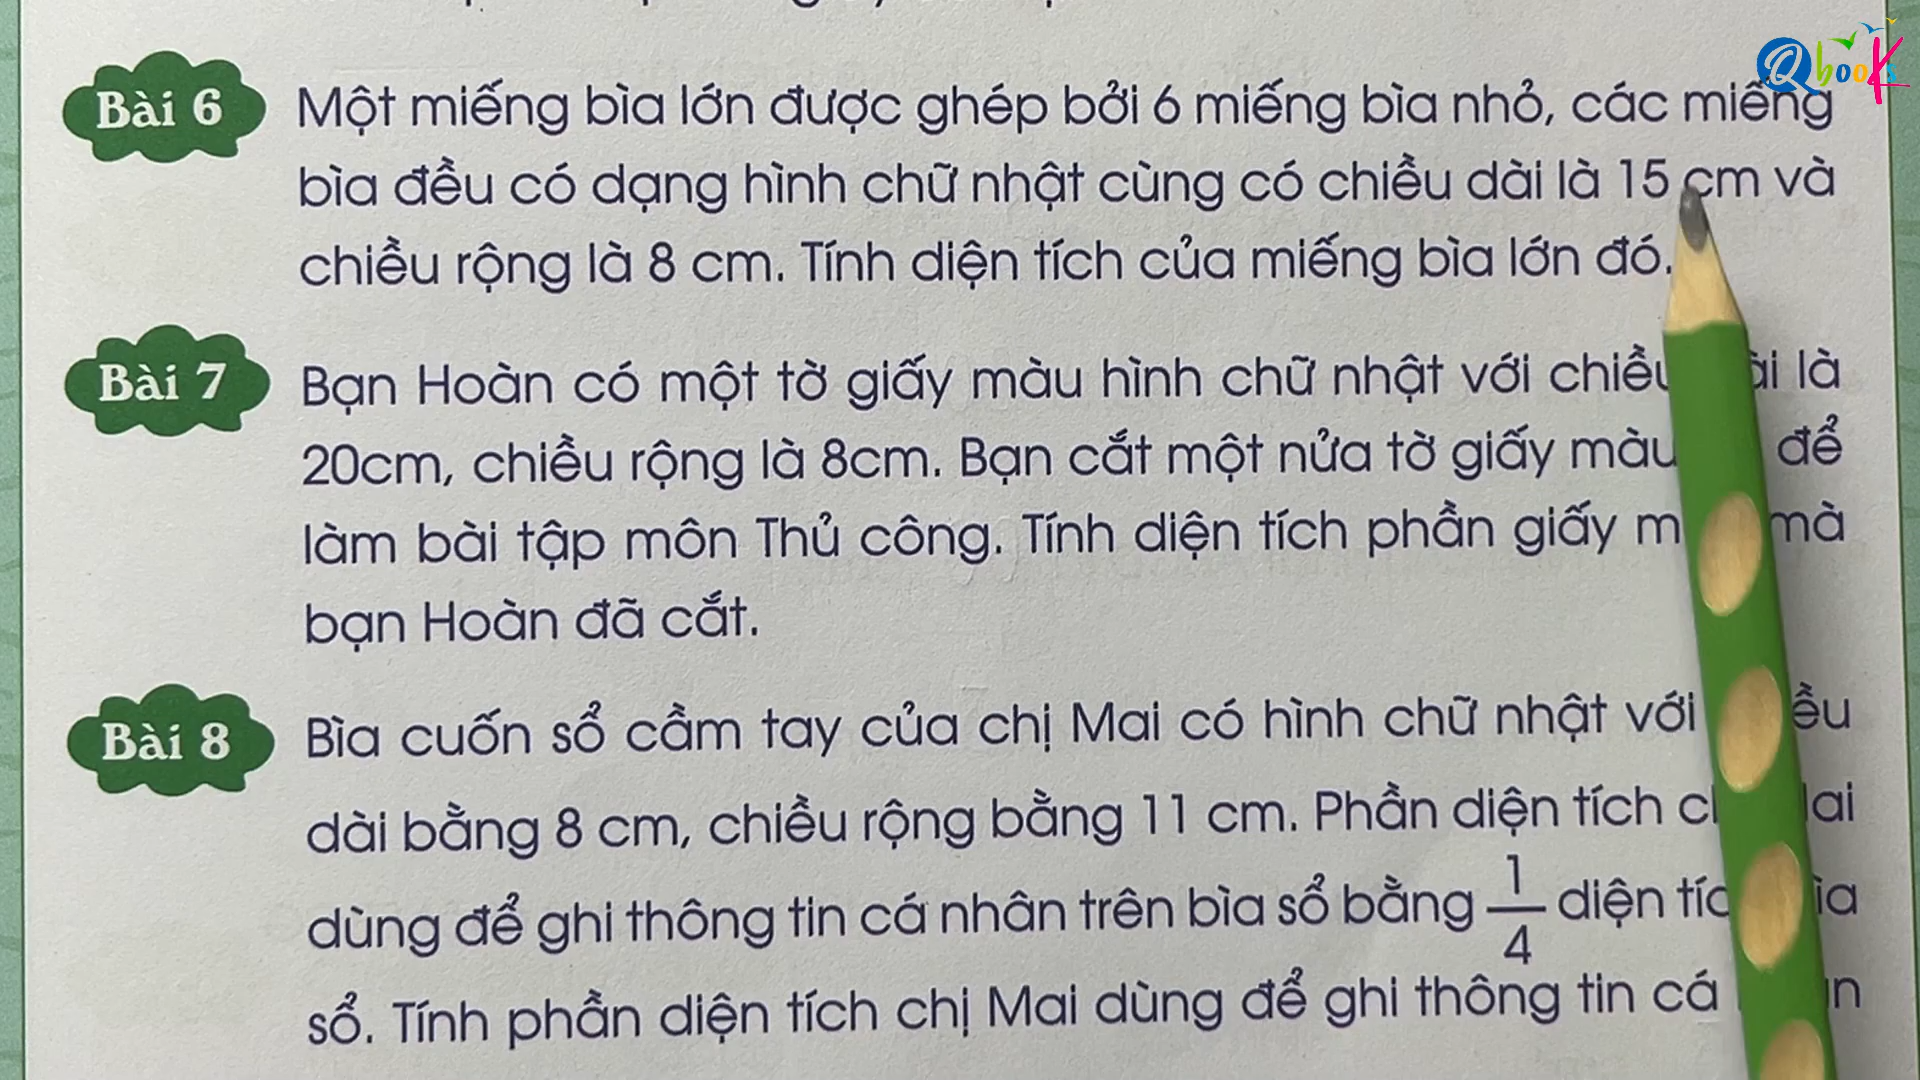 Qbook
Bài 6 Một miếng bìa lớn được ghép bởi 6 miếng bìa nhỏ, các miếng
bìa đều có dạng hình chữ nhật cùng có chiều dài là 15 cm và
chiều rộng là 8 cm. Tính diện tích của miếng bìa lớn đó.
Bài 7 Bạn Hoàn có một tờ giấy màu hình chữ nhật với chiều là
20cm, chiều rộng là 8cm. Bạn cắt một nửa tờ giấy màu để
làm bài tập môn Thủ công. Tính diện tích phần giấy mà
bạn Hoàn đã cắt.
Bài 8 Bìa cuốn sổ cầm tay của chị Mai có hình chữ nhật với
dài bằng 8 cm, chiều rộng bằng 11 cm. Phần diện tích
dùng để ghi thông tin cá nhân trên bìa sổ bằng 1/4 diện
sổ. Tính phần diện tích chị Mai dùng để ghi thông tin cá